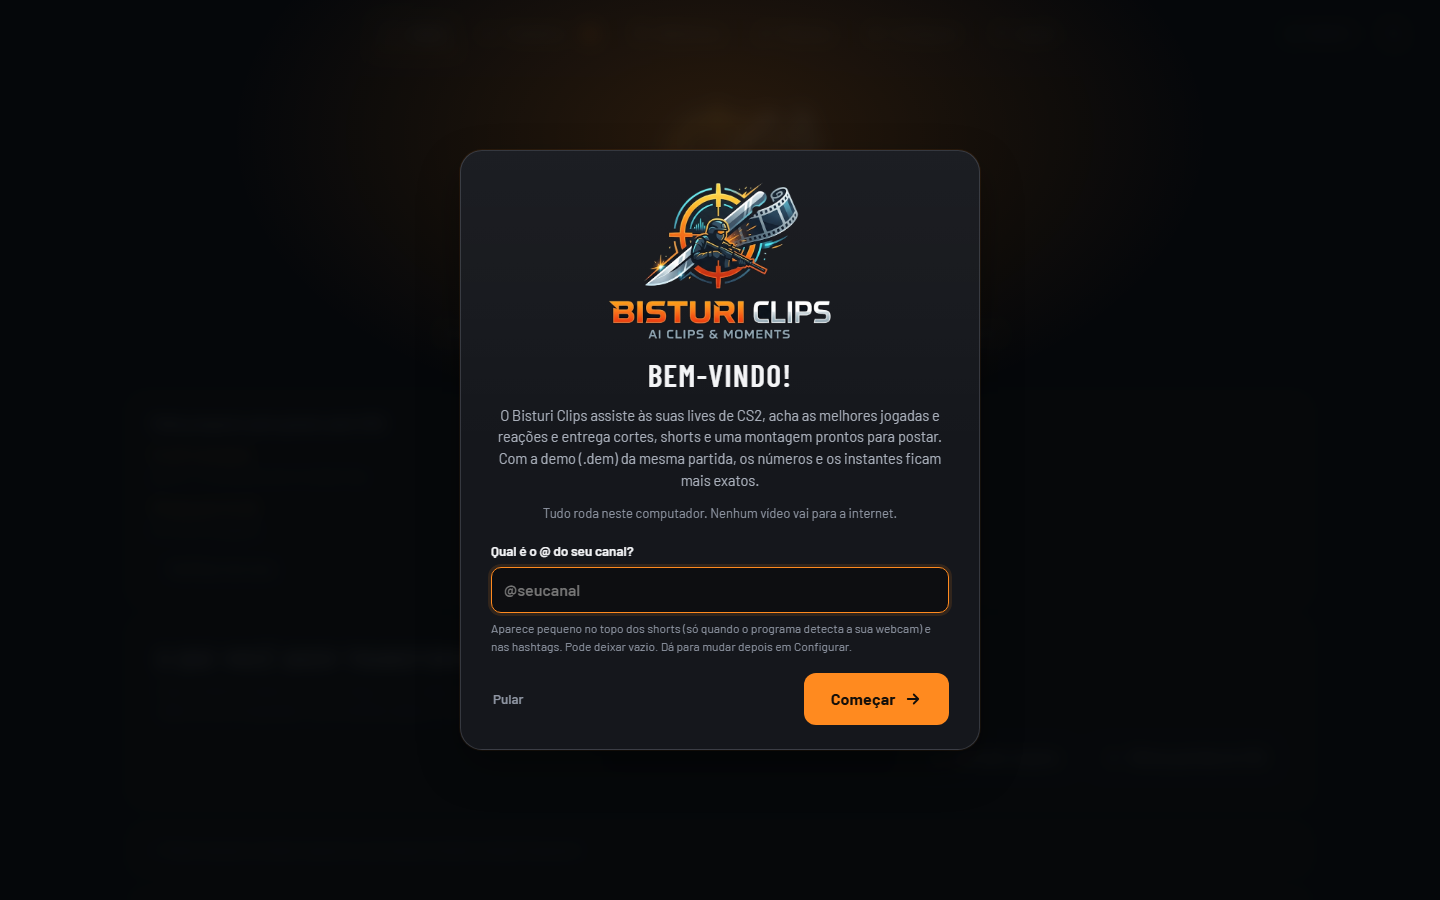 BISTURI CLIPS
AI CLIPS & MOMENTS
BEM-VINDO!
O Bisturi Clips assiste às suas lives de CS2, acha as melhores jogadas e
reações e entrega cortes, shorts e uma montagem prontos para postar.
Com a demo (.dem) da mesma partida, os números e os instantes ficam
mais exatos.
Tudo roda neste computador. Nenhum vídeo vai para a internet.
Qual é o @ do seu canal?
@seucanal
Aparece pequeno no topo dos shorts (só quando o programa detecta a sua webcam) e
nas hashtags. Pode deixar vazio. Dá para mudar depois em Configurar.
Pular
Começar →